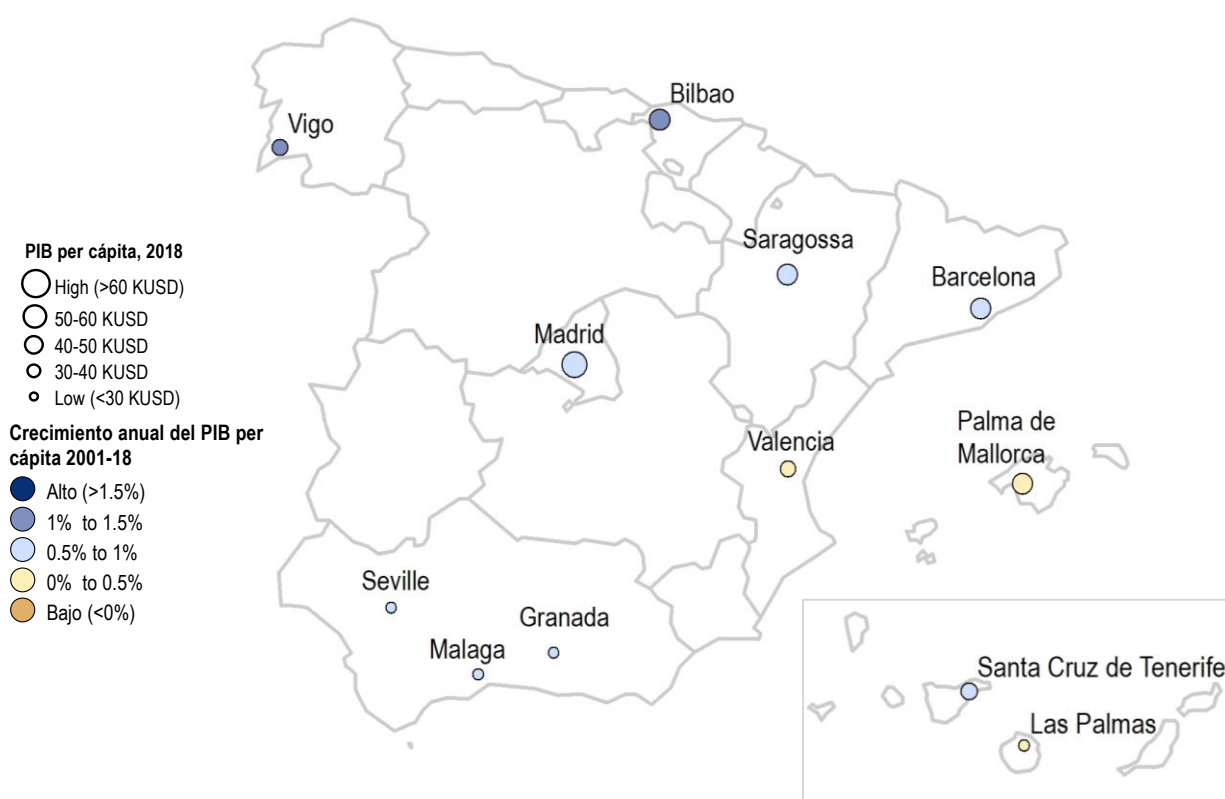 Bilbao
Vigo
Saragossa
Barcelona
Madrid
Valencia
Palma de
Mallorca
Seville
Granada
Malaga
Santa Cruz de Tenerife
Las Palmas
PIB per cápita, 2018
High (>60 KUSD)
50-60 KUSD
40-50 KUSD
30-40 KUSD
Low (<30 KUSD)
Crecimiento anual del PIB per
cápita 2001-18
Alto (>1.5%)
1% to 1.5%
0.5% to 1%
0% to 0.5%
Bajo (<0%)